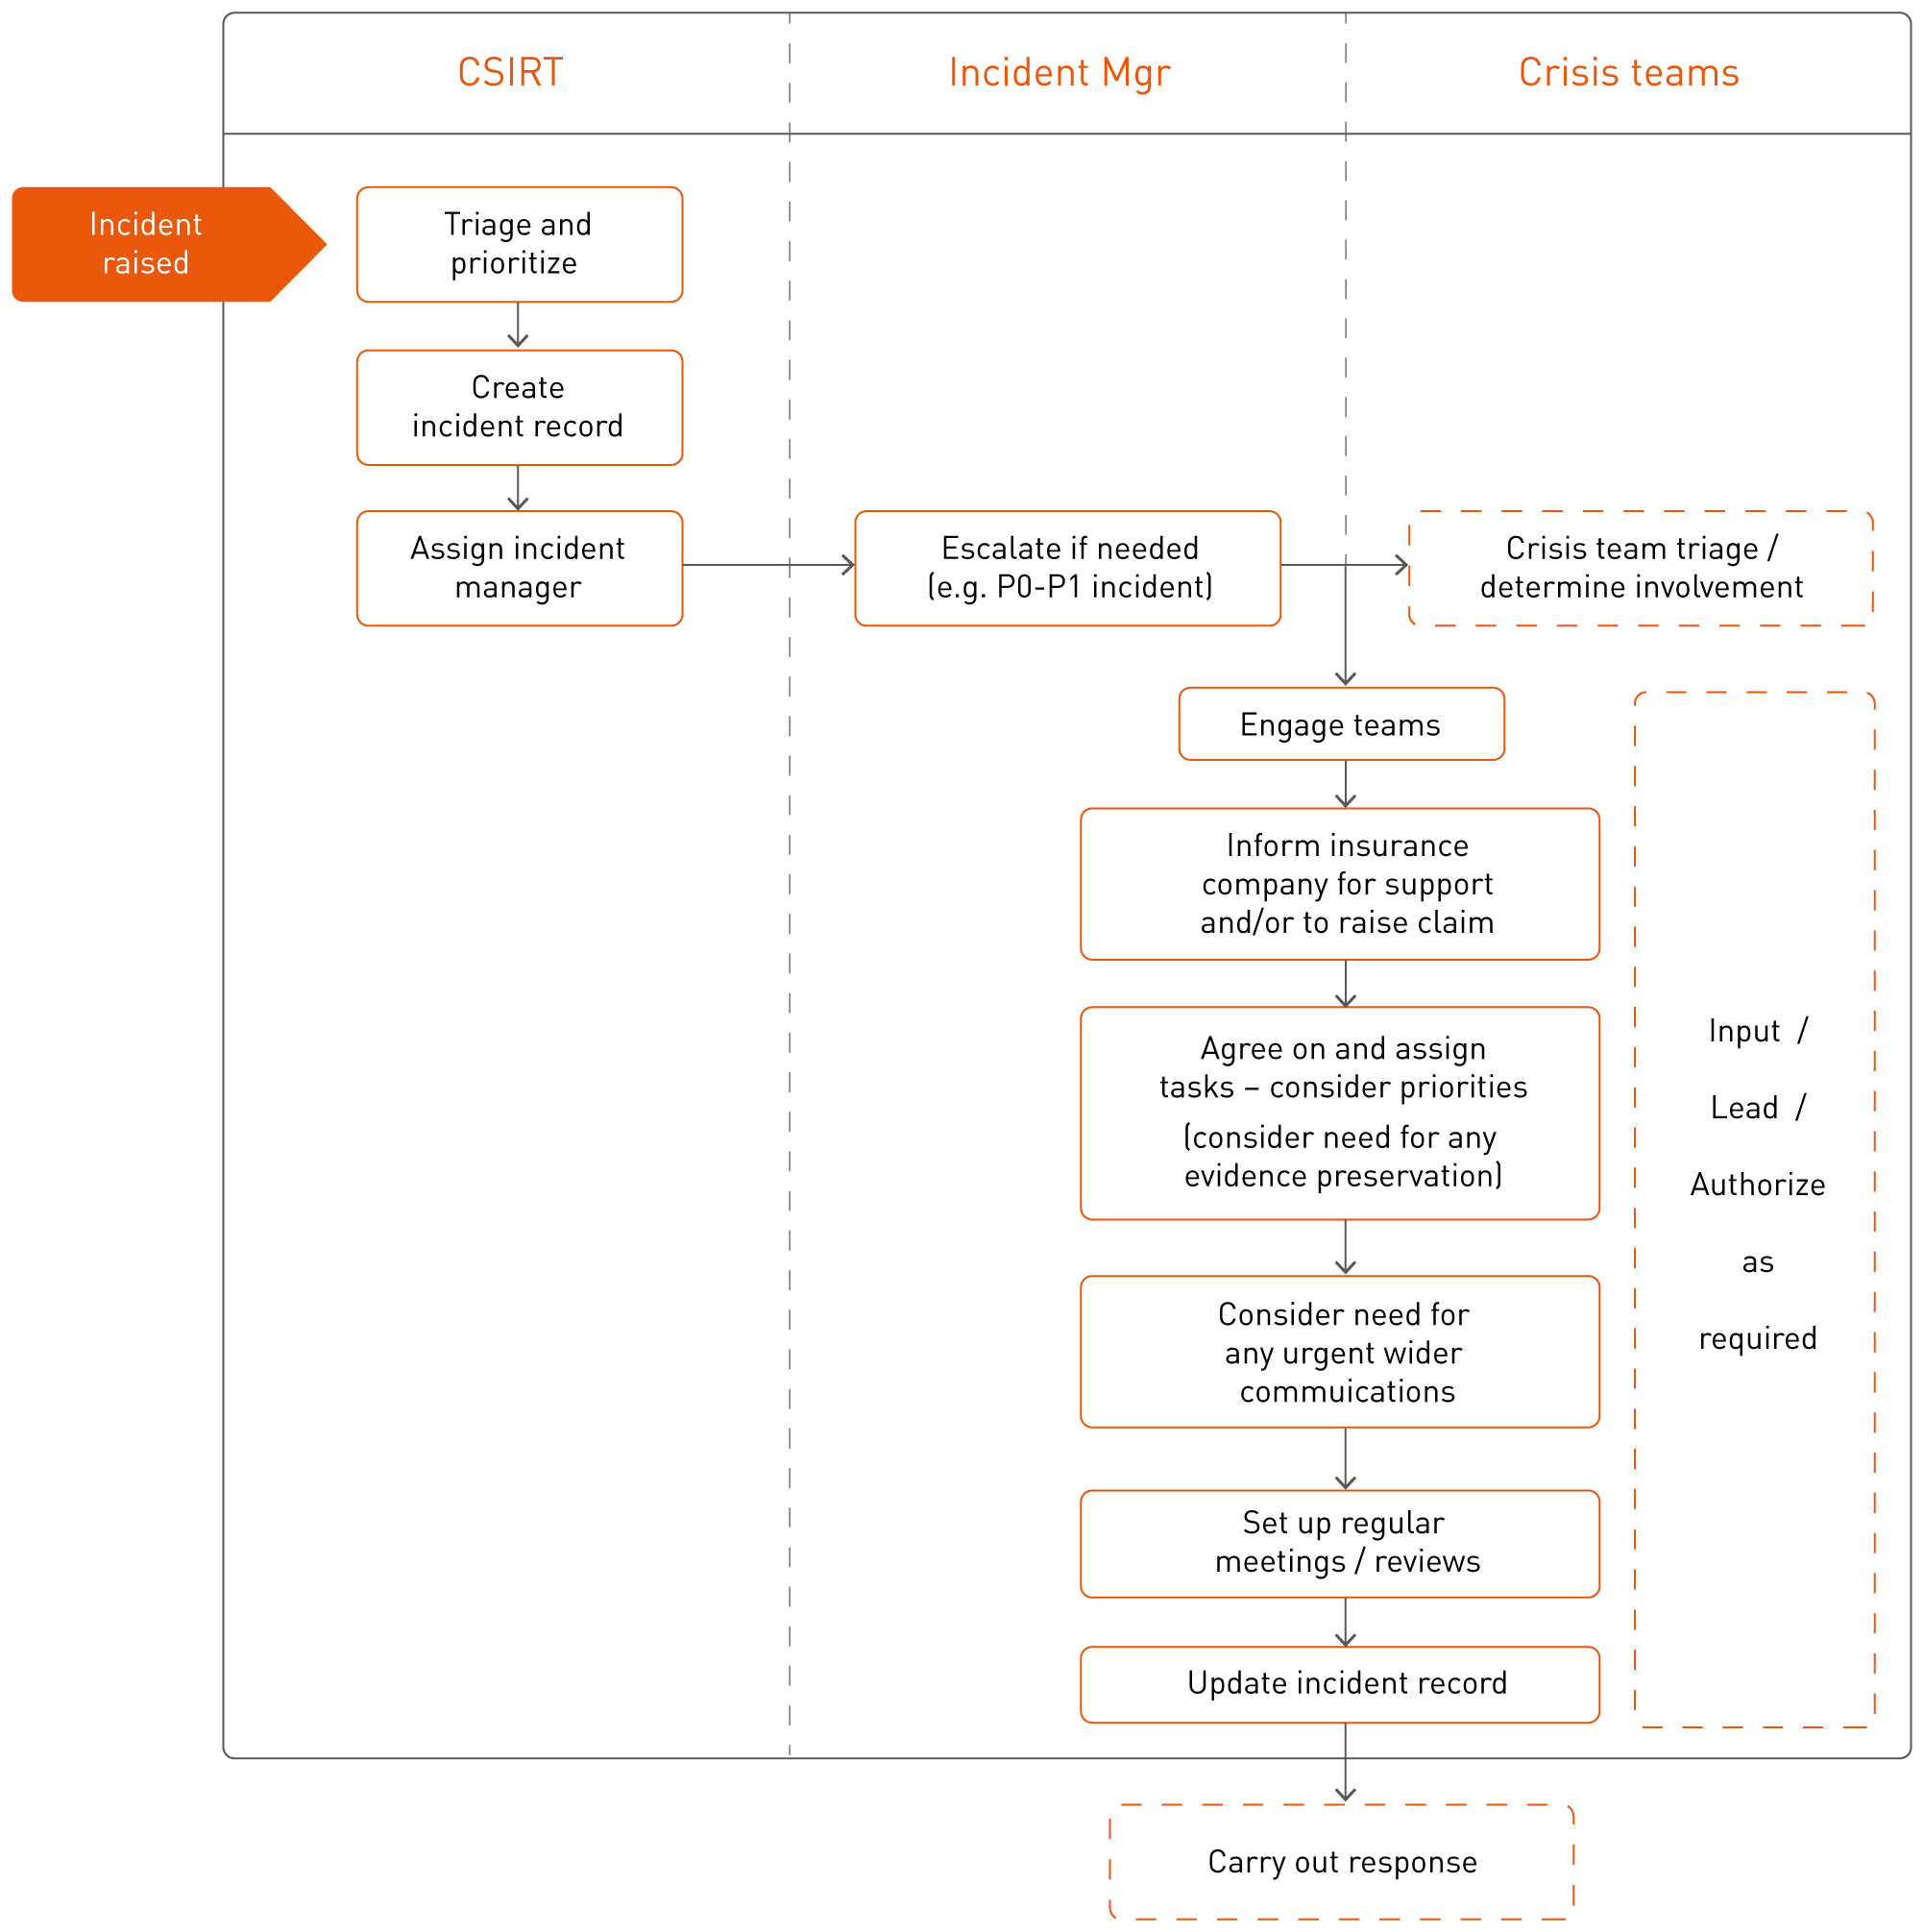 CSIRT
Incident Mgr
Crisis teams
Incident
raised
Triage and
prioritize
Create
incident record
Assign incident
manager
Escalate if needed
(e.g. P0-P1 incident)
Crisis team triage /
determine involvement
Engage teams
Inform insurance
company for support
and/or to raise claim
Agree on and assign
tasks – consider priorities
(consider need for any
evidence preservation)
Consider need for
any urgent wider
commuications
Set up regular
meetings / reviews
Update incident record
Input /
Lead /
Authorize
as
required
Carry out response